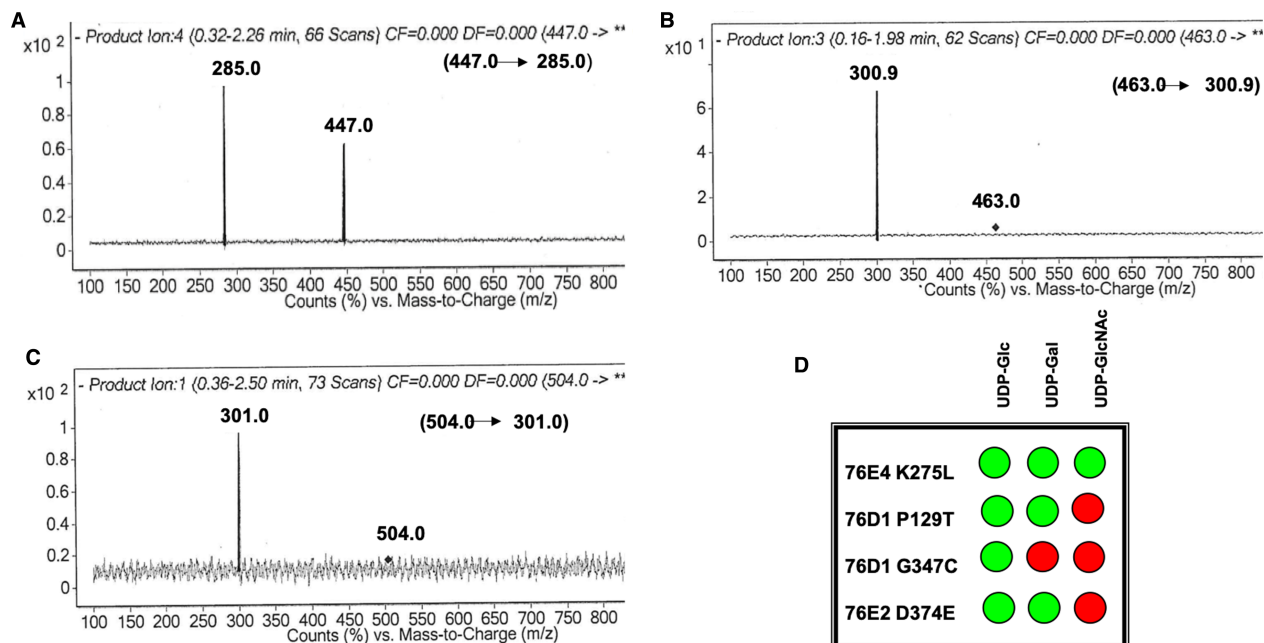 A
- Product Ion:4 (0.32-2.26 min, 66 Scans) CF=0.000 DF=0.000 (447.0 -> **
x10 2
(447.0 → 285.0)
285.0
447.0
1
0.8
0.6
0.4
0.2
0
100 150 200 250 300 350 400 450 500 550 600 650 700 750 800
Counts (%) vs. Mass-to-Charge (m/z)
B
- Product Ion:3 (0.16-1.98 min, 62 Scans) CF=0.000 DF=0.000 (463.0 -> **
x10 1
(463.0 → 300.9)
300.9
463.0
6
4
2
0
100 150 200 250 300 350 400 450 500 550 600 650 700 750 800
Counts (%) vs. Mass-to-Charge (m/z)
C
- Product Ion:1 (0.36-2.50 min, 73 Scans) CF=0.000 DF=0.000 (504.0 -> **
x10 2
(504.0 → 301.0)
301.0
504.0
1
0.8
0.6
0.4
0.2
0
100 150 200 250 300 350 400 450 500 550 600 650 700 750 800
Counts (%) vs. Mass-to-Charge (m/z)
D
UDP-Glc
UDP-Gal
UDP-GlcNAc
76E4 K275L
76D1 P129T
76D1 G347C
76E2 D374E